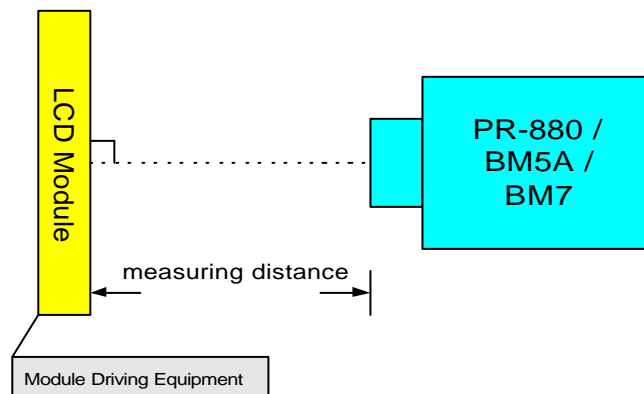 LCD Module
PR-880 /
BM5A /
BM7
measuring distance
Module Driving Equipment